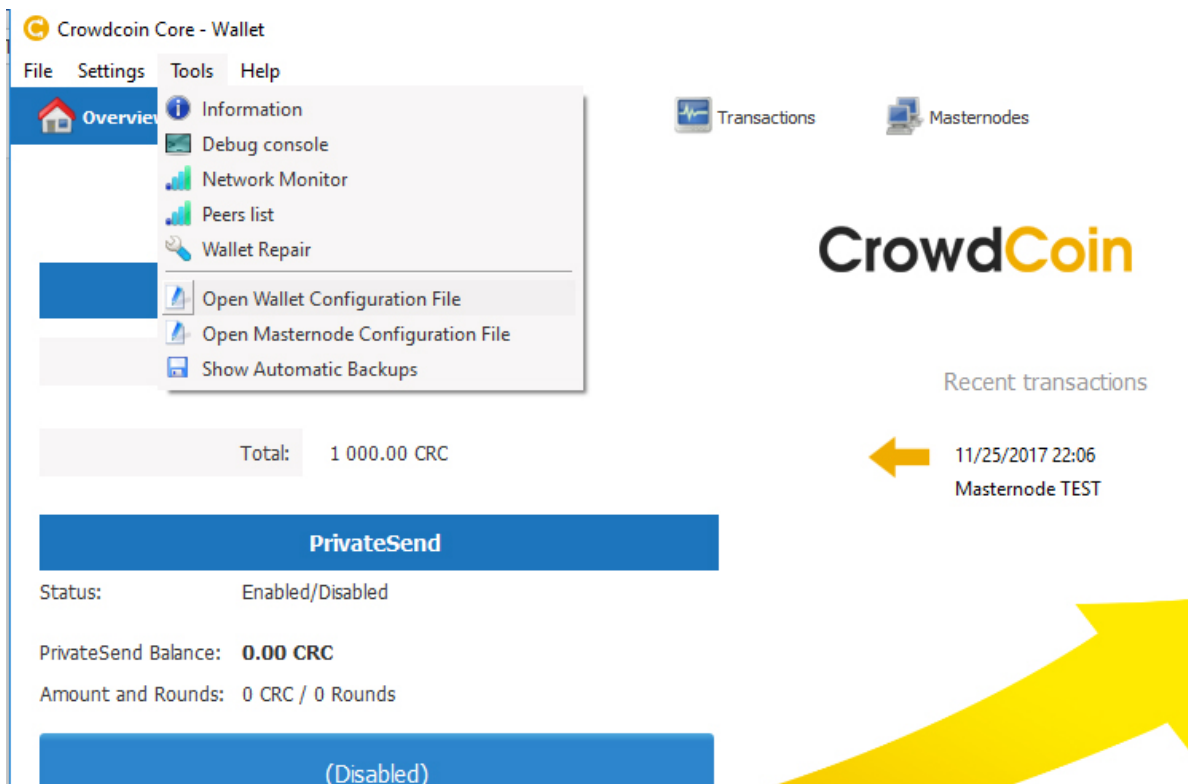 Crowdcoin Core - Wallet
File Settings Tools Help
Overview
Transactions
Masternodes
Information
Debug console
Network Monitor
Peers list
Wallet Repair
Open Wallet Configuration File
Open Masternode Configuration File
Show Automatic Backups
CrowdCoin
Recent transactions
Total: 1 000.00 CRC
11/25/2017 22:06
Masternode TEST
PrivateSend
Status: Enabled/Disabled
PrivateSend Balance: 0.00 CRC
Amount and Rounds: 0 CRC / 0 Rounds
(Disabled)